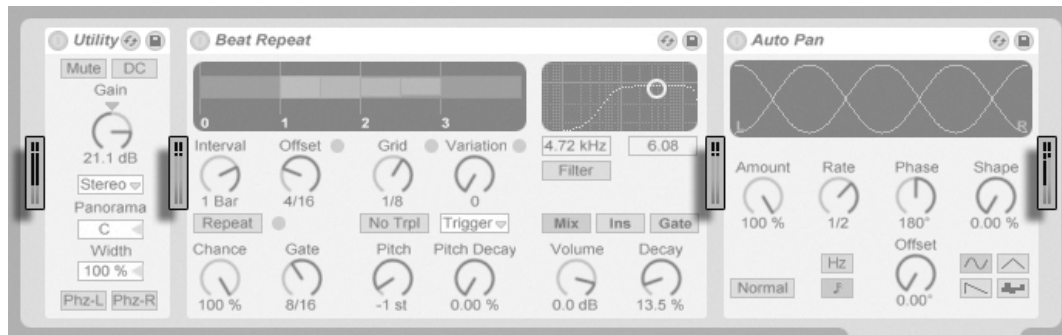 Utility
Mute DC
Gain
21.1 dB
Stereo
Panorama
C
Width
100 %
Phz-L Phz-R
Beat Repeat
0 1 2 3
Interval Offset Grid Variation
1 Bar 4/16 1/8 0
Repeat No Trpl Trigger
Chance Gate Pitch Pitch Decay
100 % 8/16 -1 st 0.00 %
4.72 kHz 6.08
Filter
Mix Ins Gate
Volume Decay
0.0 dB 13.5 %
Auto Pan
L R
Amount Rate Phase Shape
100 % 1/2 180° 0.00 %
Offset
Hz
Normal 0.00°